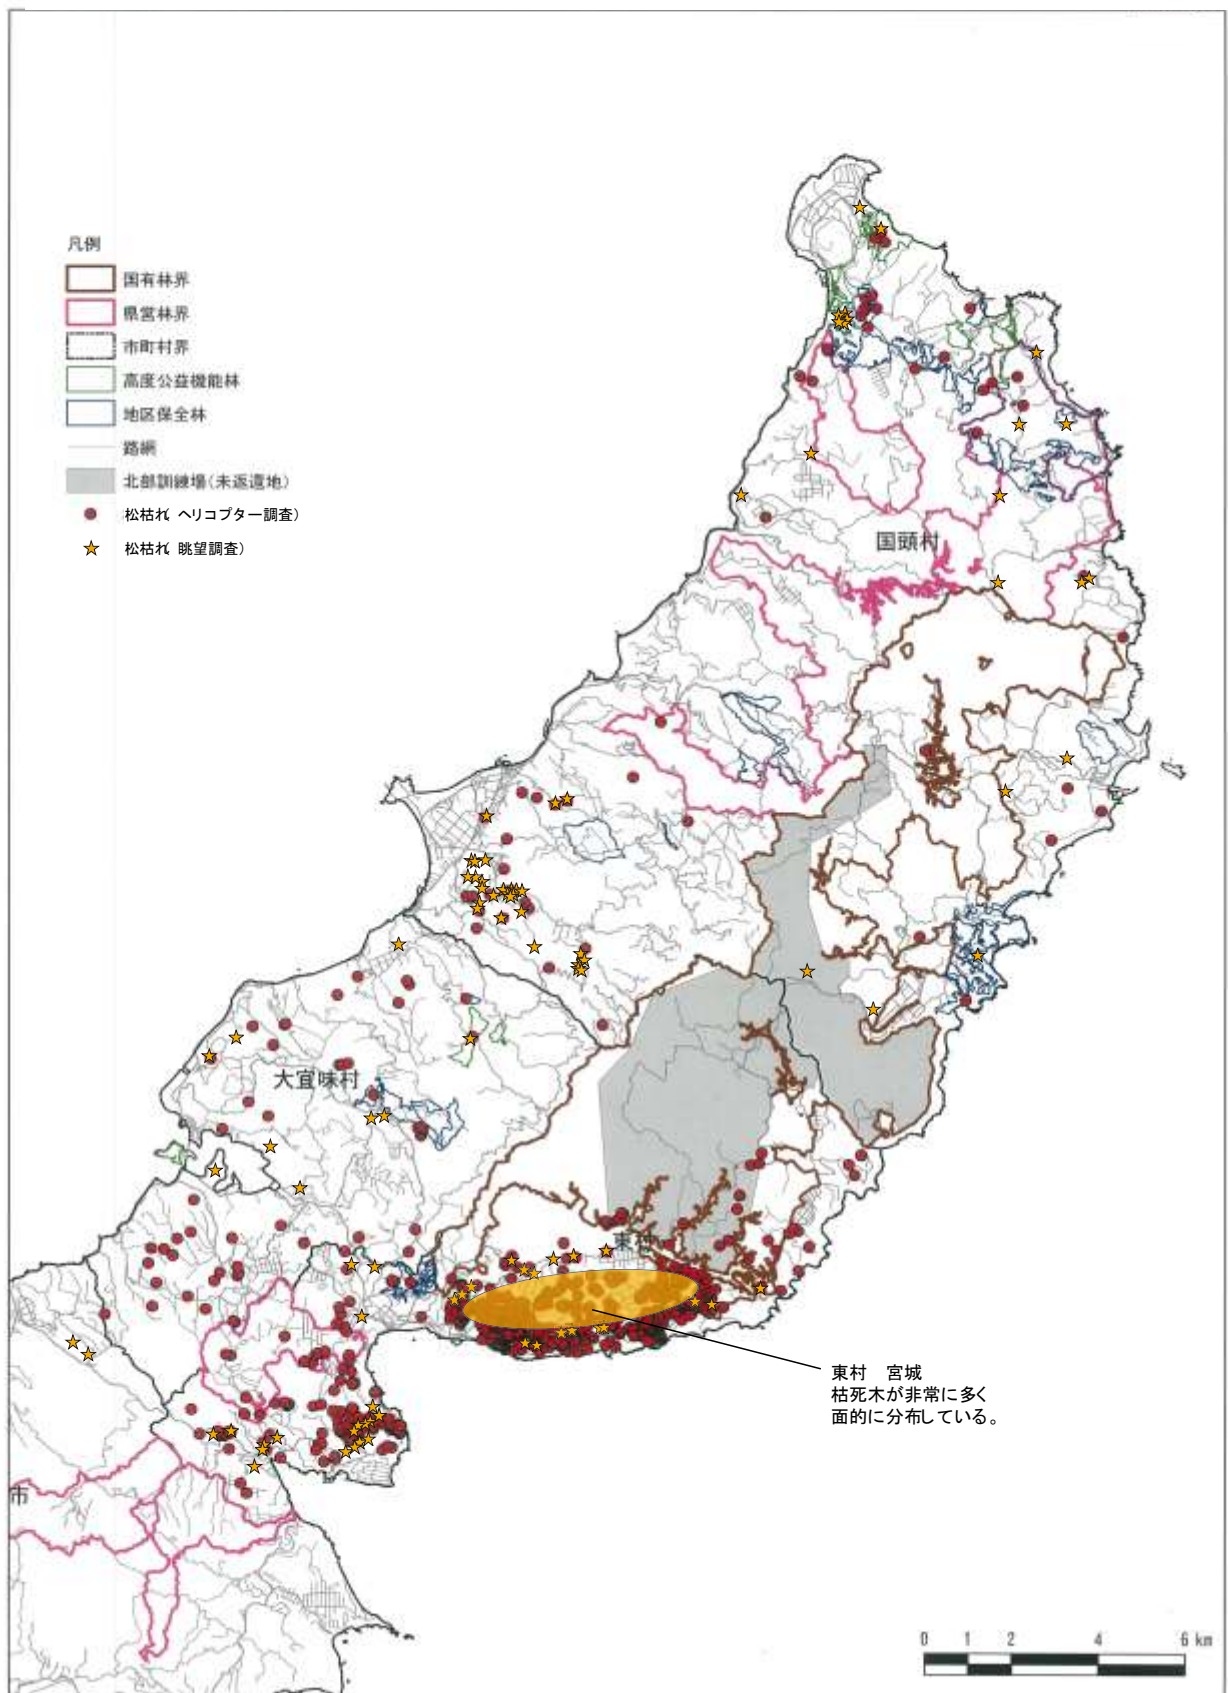 凡例
国有林界
県営林界
市町村界
高度公益機能林
地区保全林
路網
北部訓練場(未返還地)
松枯れ ヘリコプター調査)
松枯れ 眺望調査)
国頭村
大宜味村
東村
東村　宮城
枯死木が非常に多く
面的に分布している。
市
0 1 2 4 6 km